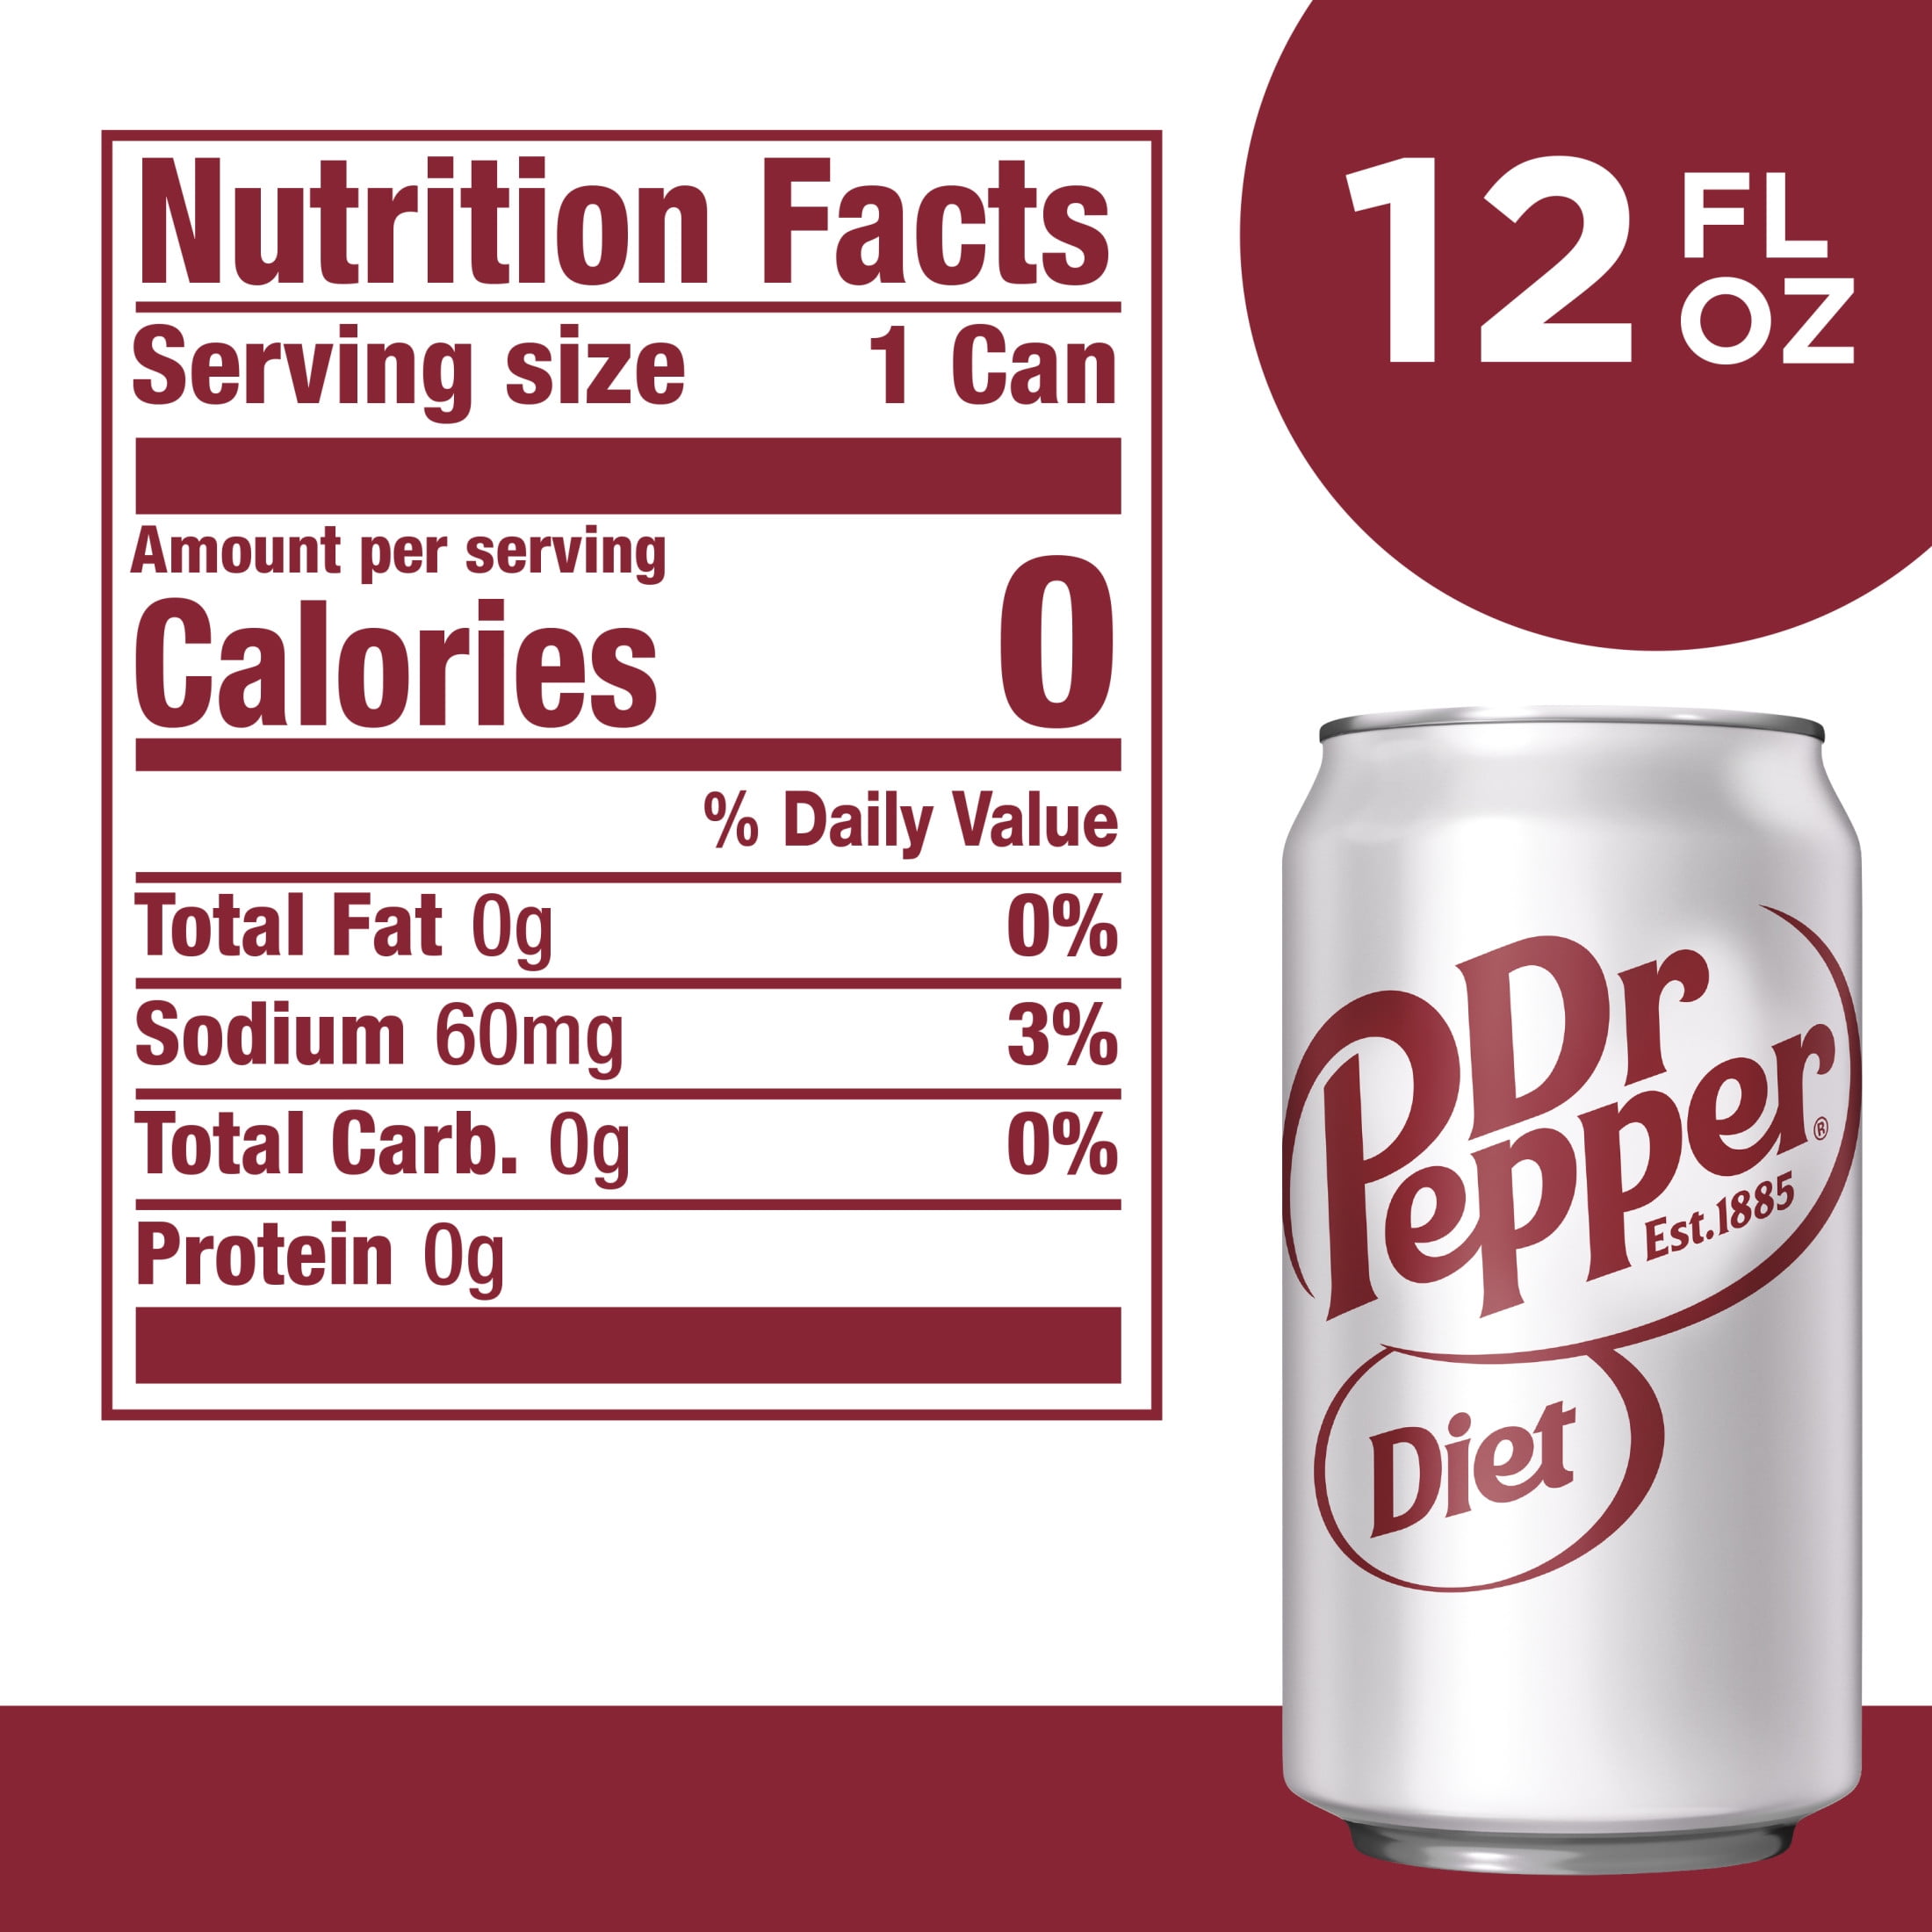 Nutrition Facts
Serving size 1 Can
Amount per serving
Calories 0
% Daily Value
Total Fat 0g 0%
Sodium 60mg 3%
Total Carb. 0g 0%
Protein 0g
12 FL OZ
Dr
Pepper®
Est.1885
Diet